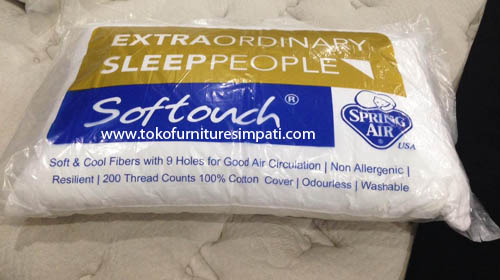 EXTRAORDINARY
SLEEPPEOPLE
Softouch®
www.tokofurnituresimpati.com
SPRING
AIR®
USA
Soft & Cool Fibers with 9 Holes for Good Air Circulation | Non Allergenic |
Resilient | 200 Thread Counts 100% Cotton Cover | Odourless | Washable